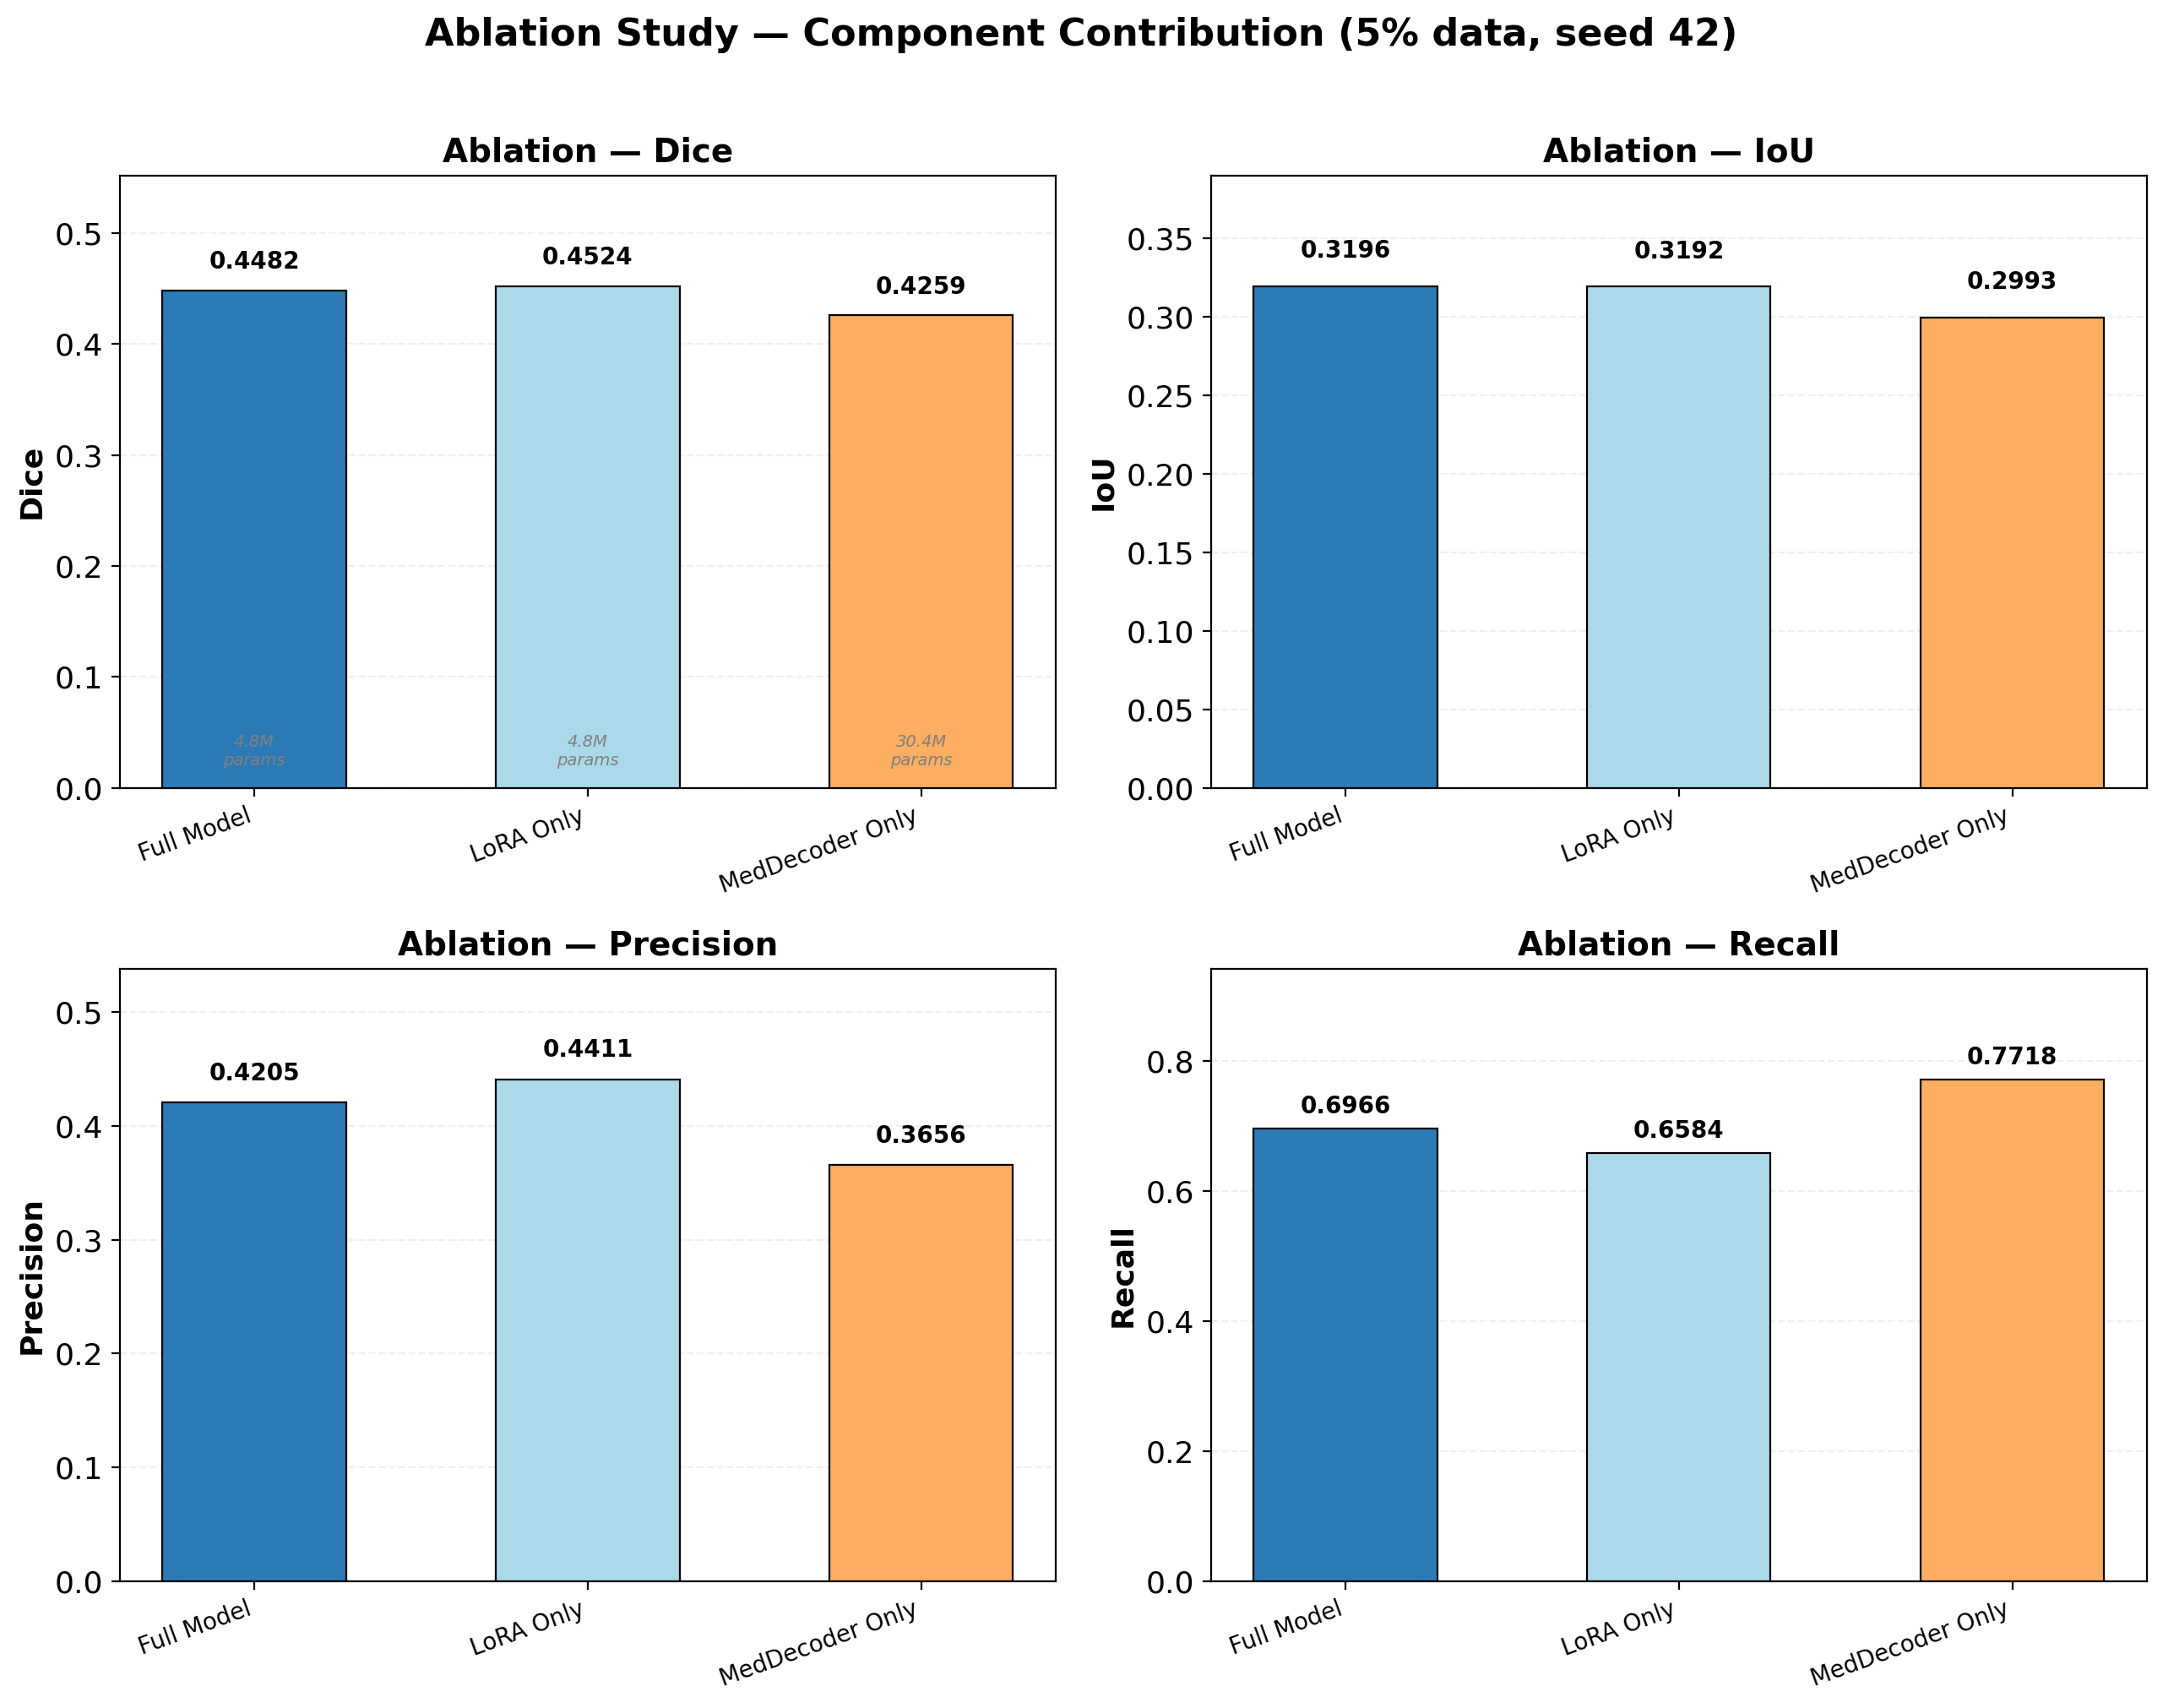 Ablation Study — Component Contribution (5% data, seed 42)
Ablation — Dice
Dice
0.5
0.4
0.3
0.2
0.1
0.0
0.4482
0.4524
0.4259
4.8M
params
4.8M
params
30.4M
params
Full Model
LoRA Only
MedDecoder Only
Ablation — IoU
IoU
0.35
0.30
0.25
0.20
0.15
0.10
0.05
0.00
0.3196
0.3192
0.2993
Full Model
LoRA Only
MedDecoder Only
Ablation — Precision
Precision
0.5
0.4
0.3
0.2
0.1
0.0
0.4205
0.4411
0.3656
Full Model
LoRA Only
MedDecoder Only
Ablation — Recall
Recall
0.8
0.6
0.4
0.2
0.0
0.6966
0.6584
0.7718
Full Model
LoRA Only
MedDecoder Only